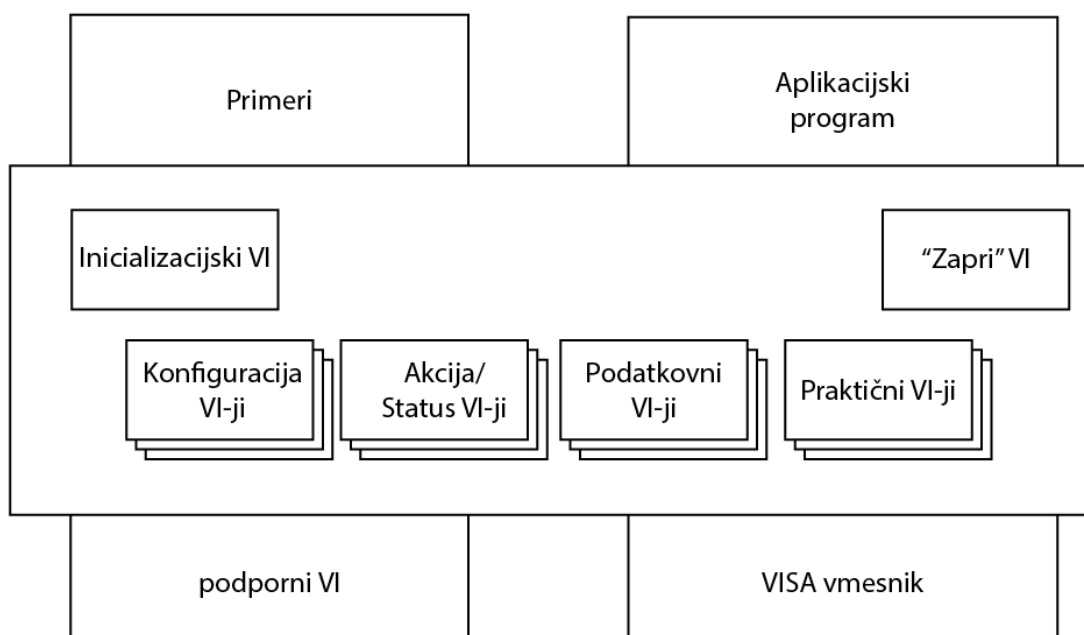 Primeri
Aplikacijski
program
Inicializacijski VI
“Zapri” VI
Konfiguracija
VI-ji
Akcija/
Status VI-ji
Podatkovni
VI-ji
Praktični VI-ji
podporni VI
VISA vmesnik